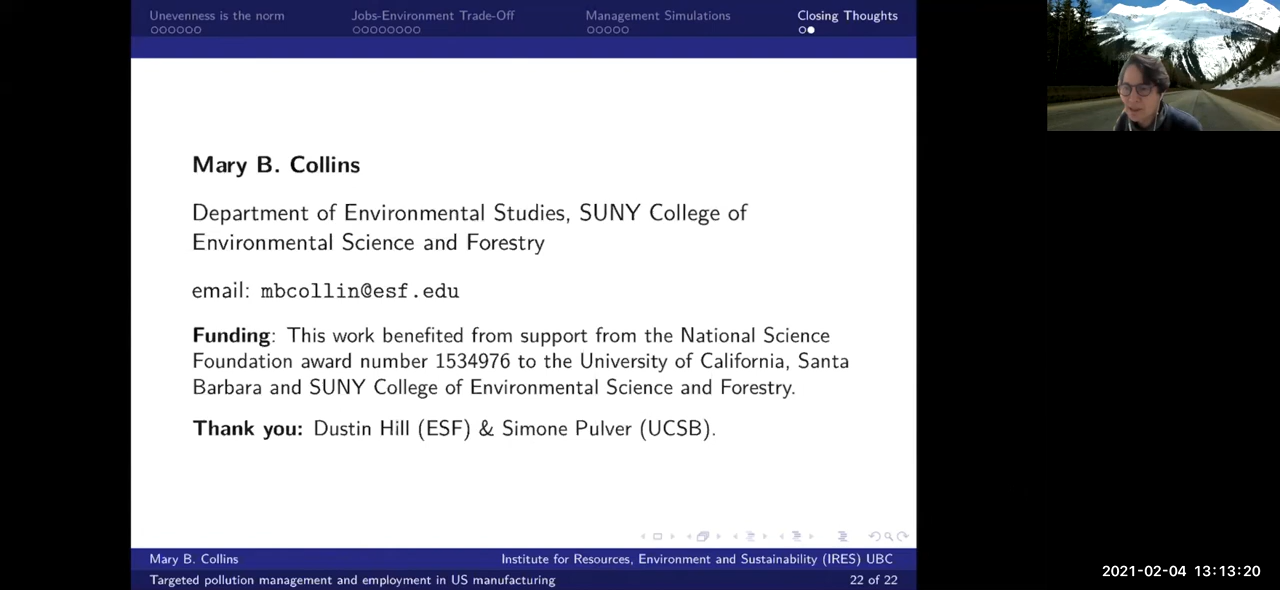 Unevenness is the norm
Jobs-Environment Trade-Off
Management Simulations
Closing Thoughts
Mary B. Collins
Department of Environmental Studies, SUNY College of
Environmental Science and Forestry
email: mbcollin@esf.edu
Funding: This work benefited from support from the National Science
Foundation award number 1534976 to the University of California, Santa
Barbara and SUNY College of Environmental Science and Forestry.
Thank you: Dustin Hill (ESF) & Simone Pulver (UCSB).
Mary B. Collins
Institute for Resources, Environment and Sustainability (IRES) UBC
Targeted pollution management and employment in US manufacturing
22 of 22
2021-02-04 13:13:20